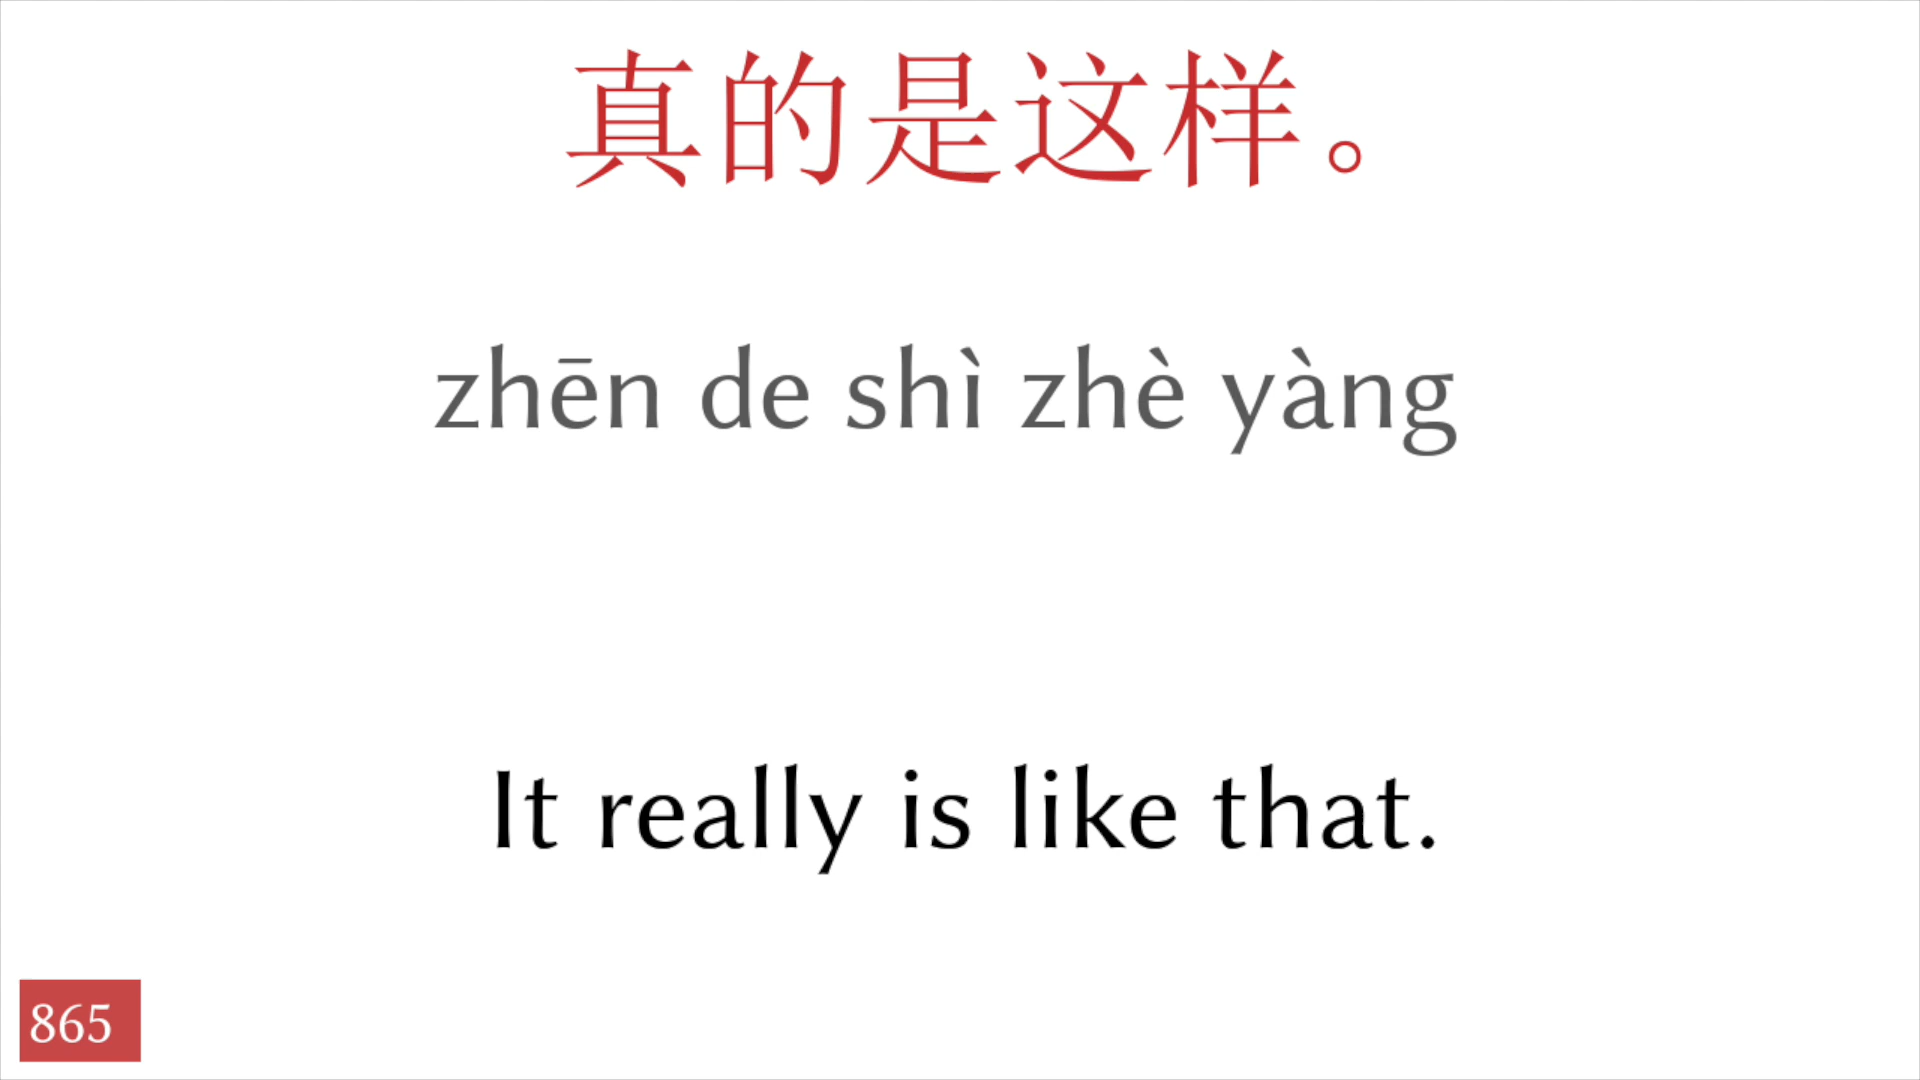 真的是这样。
zhēn de shì zhè yàng
It really is like that.
865